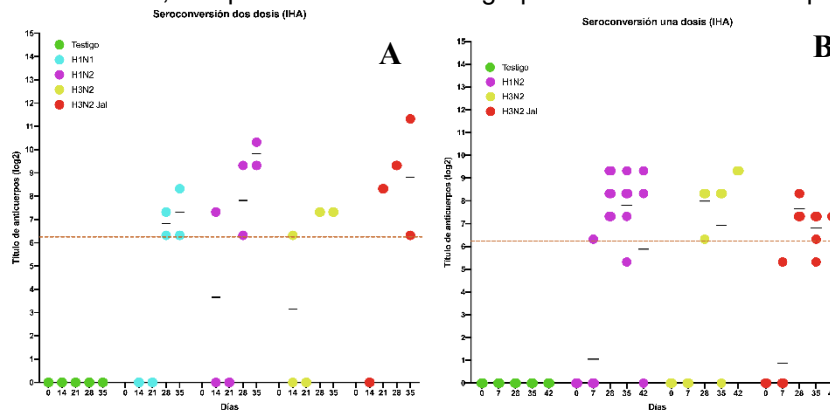 Seroconversión dos dosis (IHA)
A
Testigo
H1N1
H1N2
H3N2
H3N2 Jal
Título de anticuerpos (log2)
15
14
13
12
11
10
9
8
7
6
5
4
3
2
1
0
0 14 21 28 35 0 14 21 28 35 0 14 21 28 35 0 14 21 28 35 0 14 21 28 35
Días
Seroconversión una dosis (IHA)
B
Testigo
H1N2
H3N2
H3N2 Jal
Título de anticuerpos (log2)
15
14
13
12
11
10
9
8
7
6
5
4
3
2
1
0
0 7 28 35 42 0 7 28 35 42 0 7 28 35 42 0 7 28 35
Días